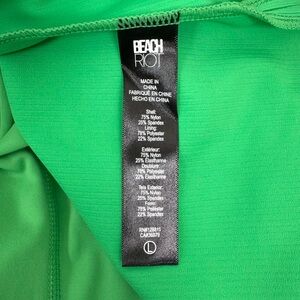 BEACH
RIOT
MADE IN
CHINA
FABRIQUÉ EN CHINE
HECHO EN CHINA
Shell:
75% Nylon
25% Spandex
Lining:
78% Polyester
22% Spandex
Extérieur:
75% Nylon
25% Elasthanne
Doublure:
78% Polyester
22% Elasthanne
Tela Exterior:
75% Nylon
25% Spandex
Forro:
78% Poliéster
22% Spandex
L